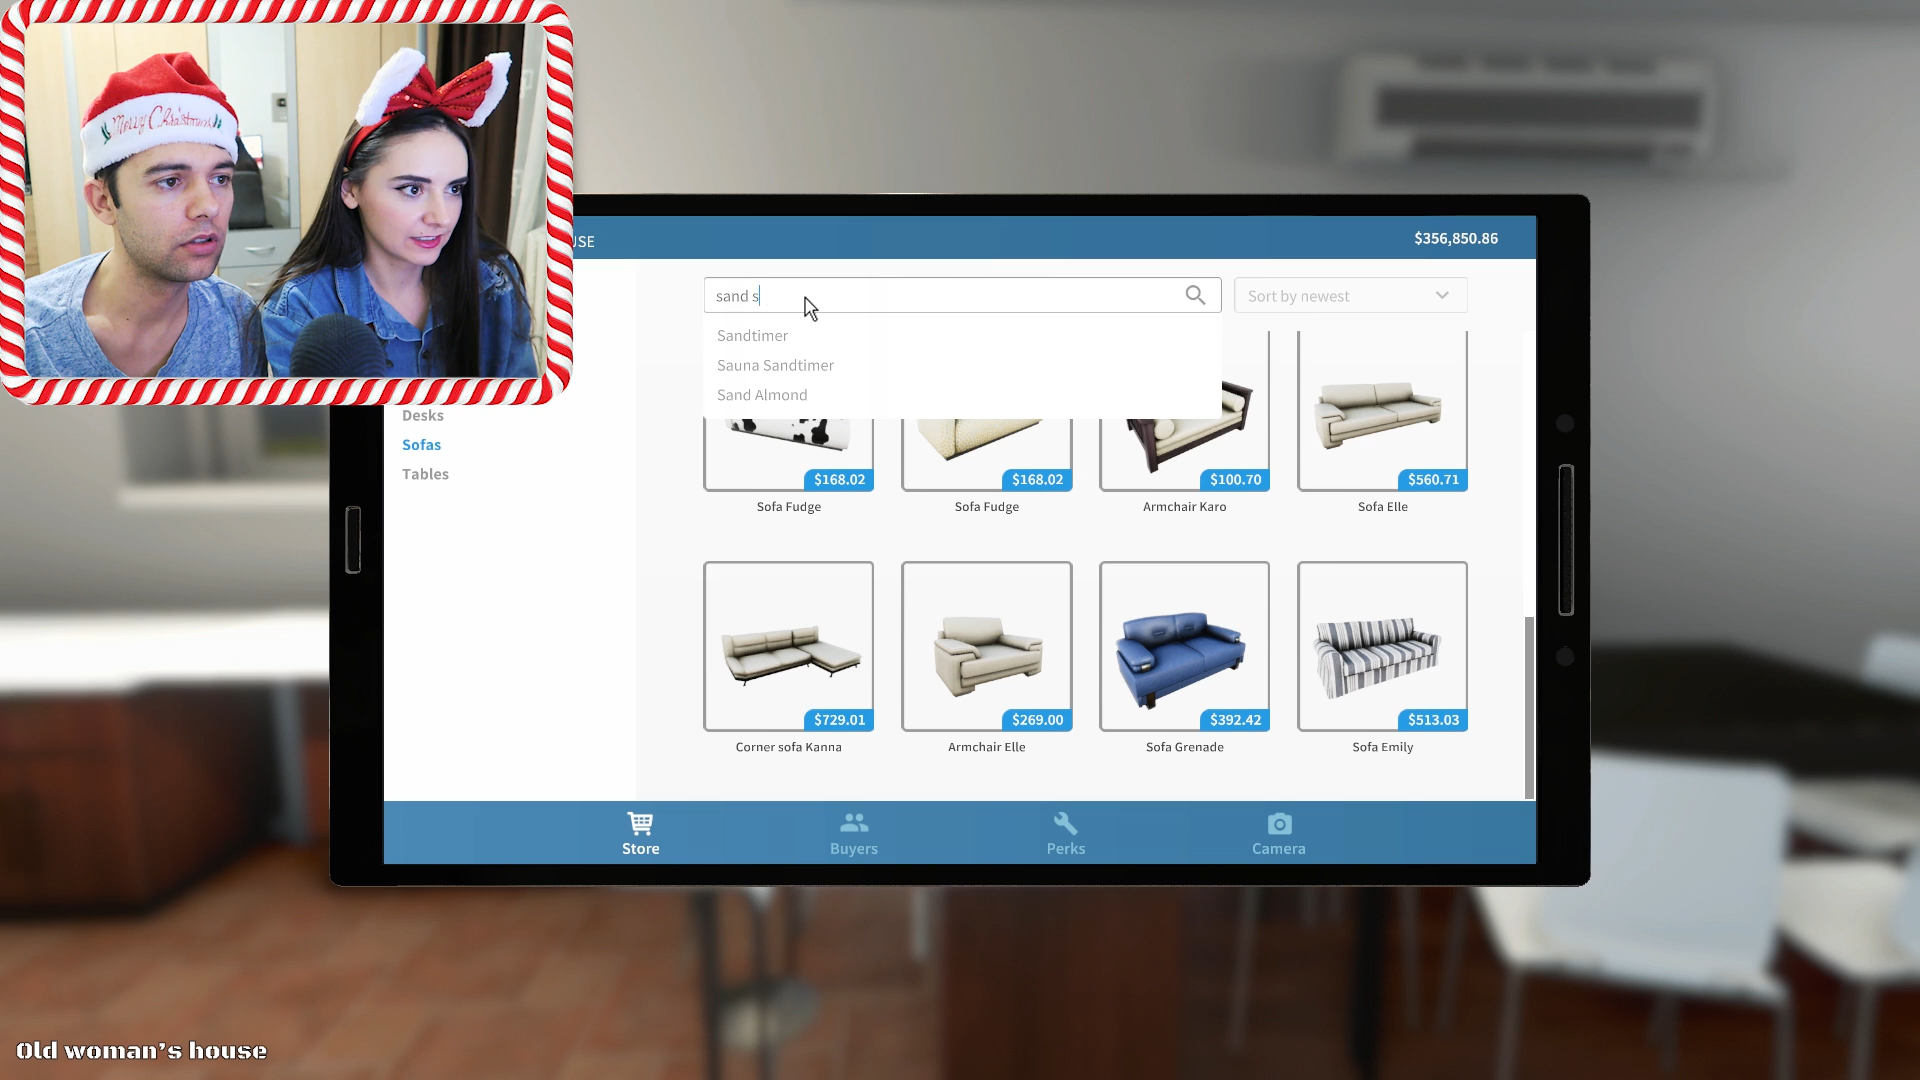 Merry Christmas
USE
$356,850.86
sand s
Sort by newest
Sandtimer
Sauna Sandtimer
Sand Almond
Desks
Sofas
Tables
$168.02
$168.02
$100.70
$560.71
Sofa Fudge
Sofa Fudge
Armchair Karo
Sofa Elle
$729.01
$269.00
$392.42
$513.03
Corner sofa Kanna
Armchair Elle
Sofa Grenade
Sofa Emily
Store
Buyers
Perks
Camera
Old woman's house